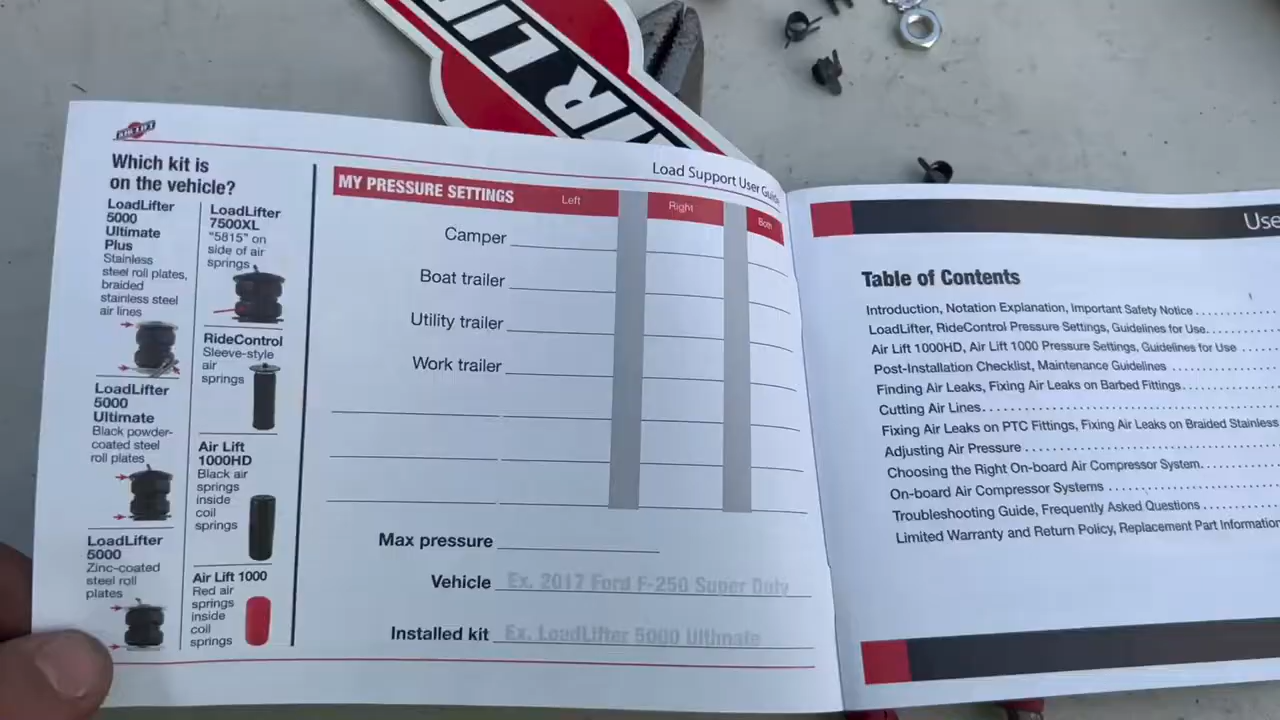 AIR LIFT
AIR LIFT
Which kit is
on the vehicle?
LoadLifter
5000
Ultimate
Plus
Stainless
steel roll plates,
braided
stainless steel
air lines
LoadLifter
5000
Ultimate
Black powder-
coated steel
roll plates
LoadLifter
5000
Zinc-coated
steel roll
plates
LoadLifter
7500XL
"5815" on
side of air
springs
RideControl
Sleeve-style
air
springs
Air Lift
1000HD
Black air
springs
inside
coil
springs
Air Lift 1000
Red air
springs
inside
coil
springs
Load Support User Guide
MY PRESSURE SETTINGS Left Right Both
Camper
Boat trailer
Utility trailer
Work trailer
Max pressure
Vehicle Ex. 2017 Ford F-250 Super Duty
Installed kit Ex. LoadLifter 5000 Ultimate
Use
Table of Contents
Introduction, Notation Explanation, Important Safety Notice
LoadLifter, RideControl Pressure Settings, Guidelines for Use
Air Lift 1000HD, Air Lift 1000 Pressure Settings, Guidelines for Use
Post-Installation Checklist, Maintenance Guidelines
Finding Air Leaks, Fixing Air Leaks on Barbed Fittings
Cutting Air Lines
Fixing Air Leaks on PTC Fittings, Fixing Air Leaks on Braided Stainless
Adjusting Air Pressure
Choosing the Right On-board Air Compressor System
On-board Air Compressor Systems
Troubleshooting Guide, Frequently Asked Questions
Limited Warranty and Return Policy, Replacement Part Information